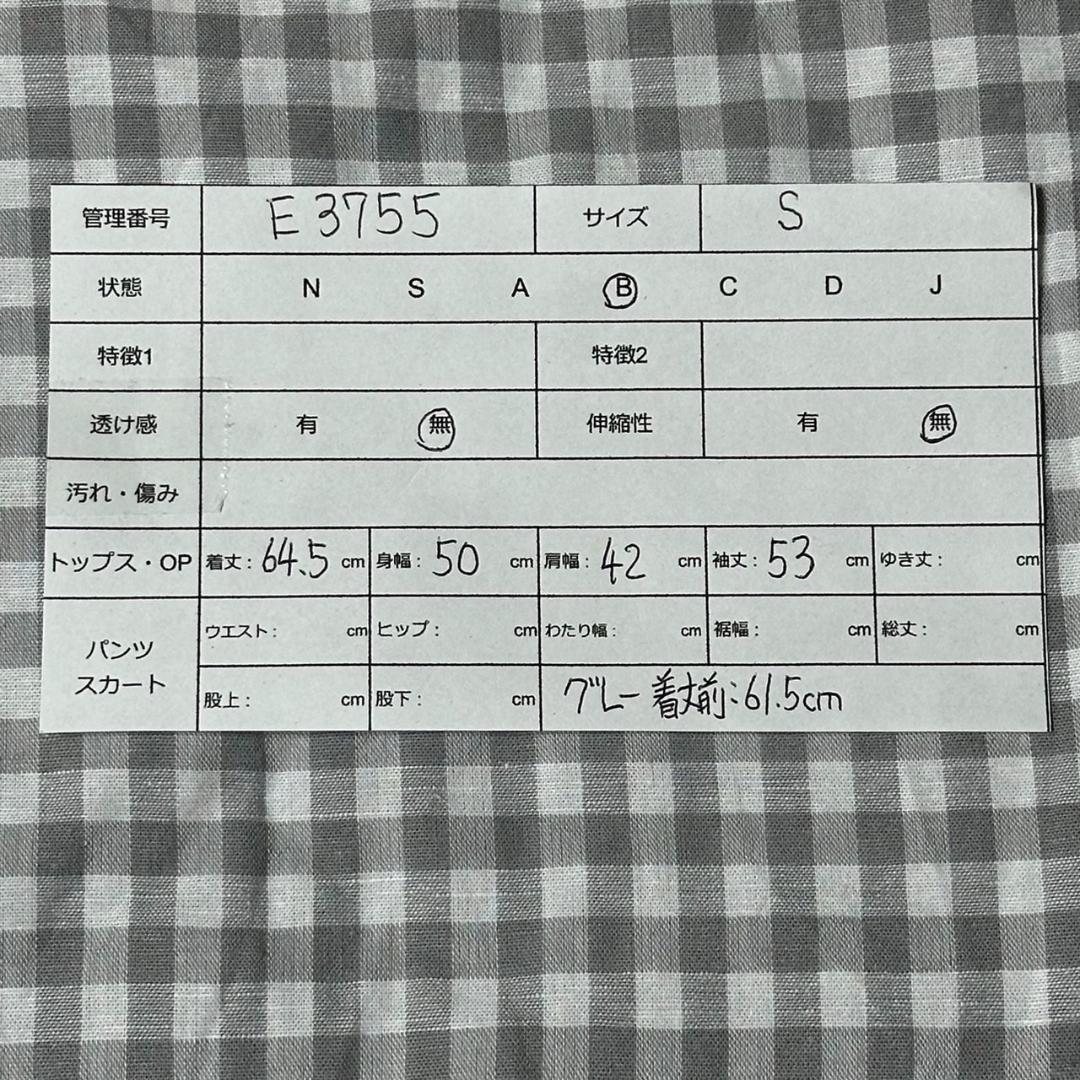 管理番号 E3755 サイズ S
状態 N S A B C D J
特徴1 特徴2
透け感 有 無 伸縮性 有 無
汚れ・傷み
トップス・OP 着丈: 64.5 cm 身幅: 50 cm 肩幅: 42 cm 袖丈: 53 cm ゆき丈: cm
パンツ スカート ウエスト: cm ヒップ: cm わたり幅: cm 裾幅: cm 総丈: cm
股上: cm 股下: cm グレー 着丈前:61.5cm